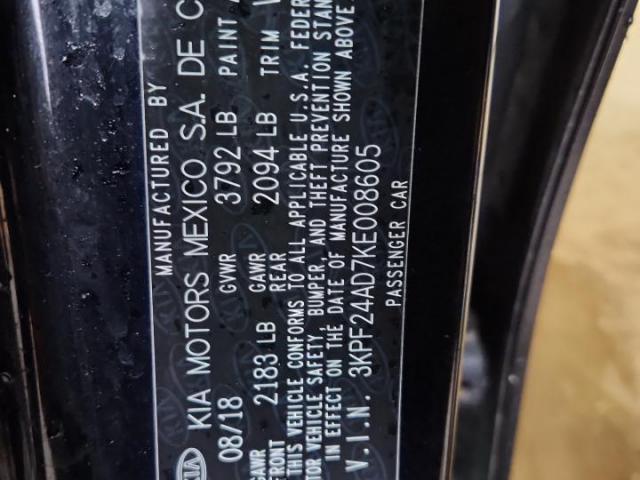 MANUFACTURED BY
KIA KIA MOTORS MEXICO S.A. DE C
08/18 GVWR 3792 LB PAINT
GAWR FRONT 2183 LB GAWR REAR 2094 LB TRIM
THIS VEHICLE CONFORMS TO ALL APPLICABLE U.S.A. FEDER
TOR VEHICLE SAFETY, BUMPER, AND THEFT PREVENTION STAN
IN EFFECT ON THE DATE OF MANUFACTURE SHOWN ABOVE.
V.I.N. 3KPF24AD7KE008605
PASSENGER CAR